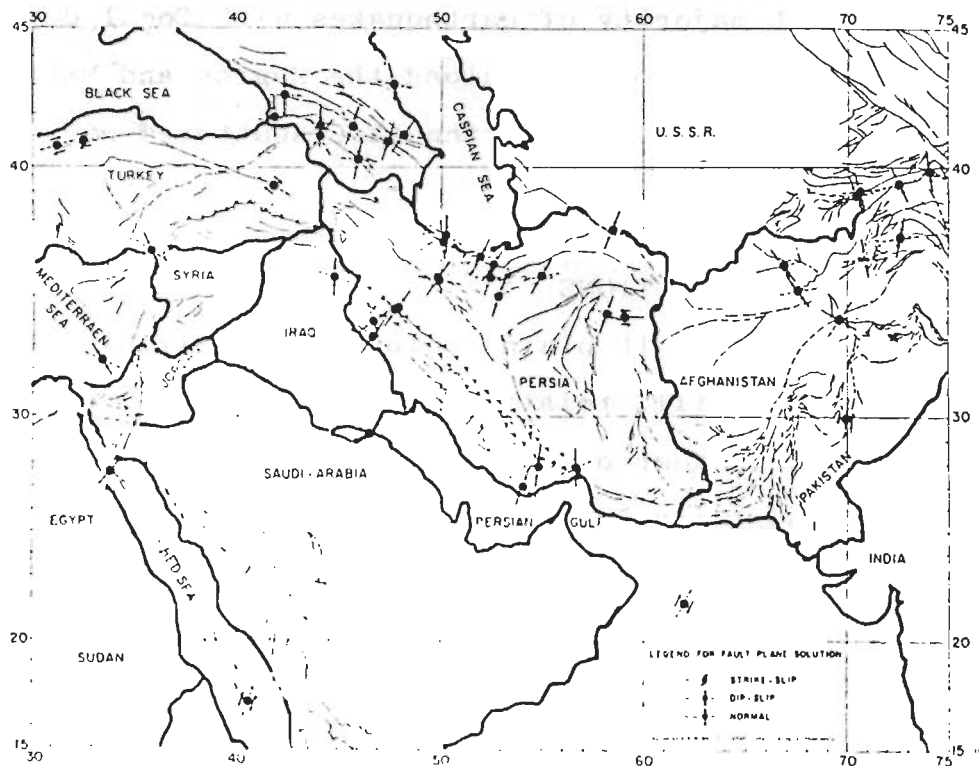 30 40 50 60 70 75
45 45
BLACK SEA
CASPIAN SEA
U.S.S.R.
40 40
TURKEY
SYRIA
MEDITERRAEN
SEA
IRAQ
PERSIA
AFGHANISTAN
30 30
SAUDI-ARABIA
PAKISTAN
EGYPT
PERSIAN GULF
RED SEA
INDIA
20 20
SUDAN
LEGEND FOR FAULT PLANE SOLUTION
STRIKE-SLIP
DIP-SLIP
NORMAL
15 15
30 40 50 60 70 75